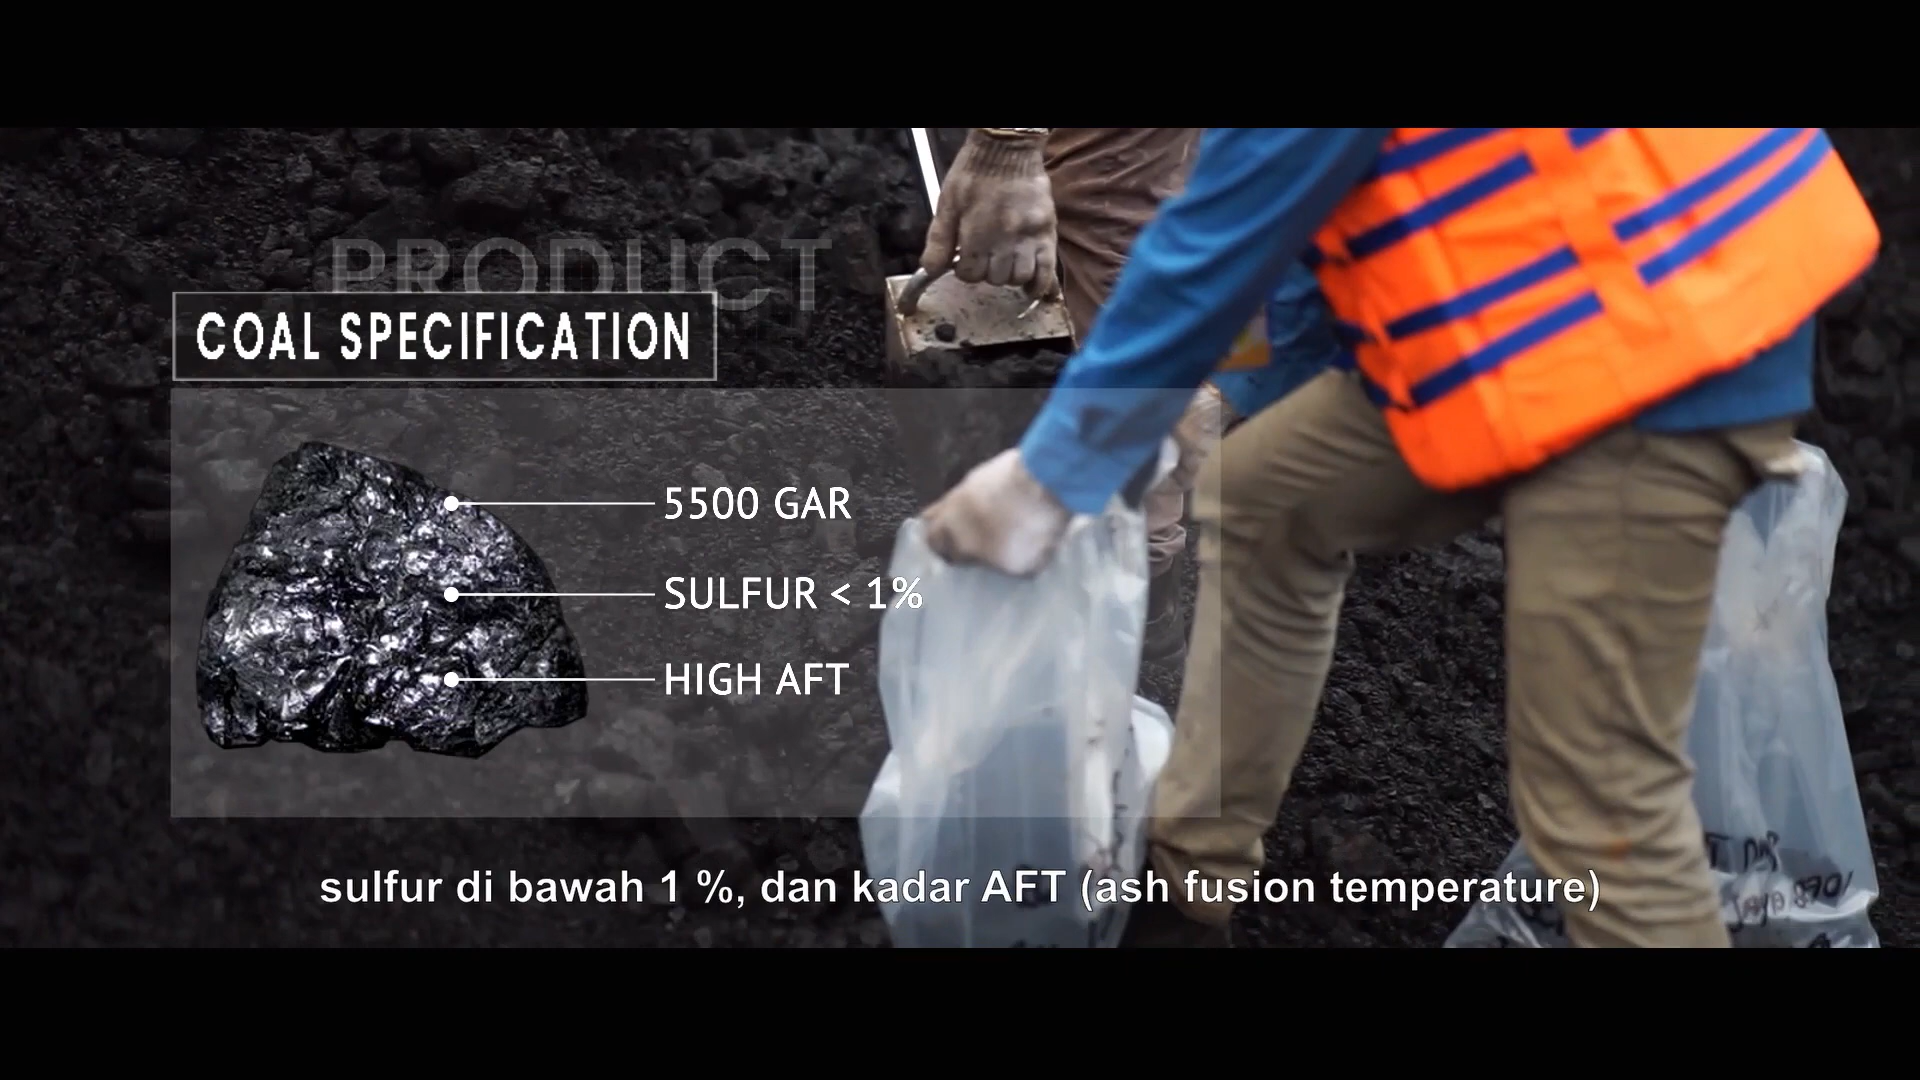 PRODUCT
COAL SPECIFICATION
5500 GAR
SULFUR < 1%
HIGH AFT
sulfur di bawah 1 %, dan kadar AFT (ash fusion temperature)